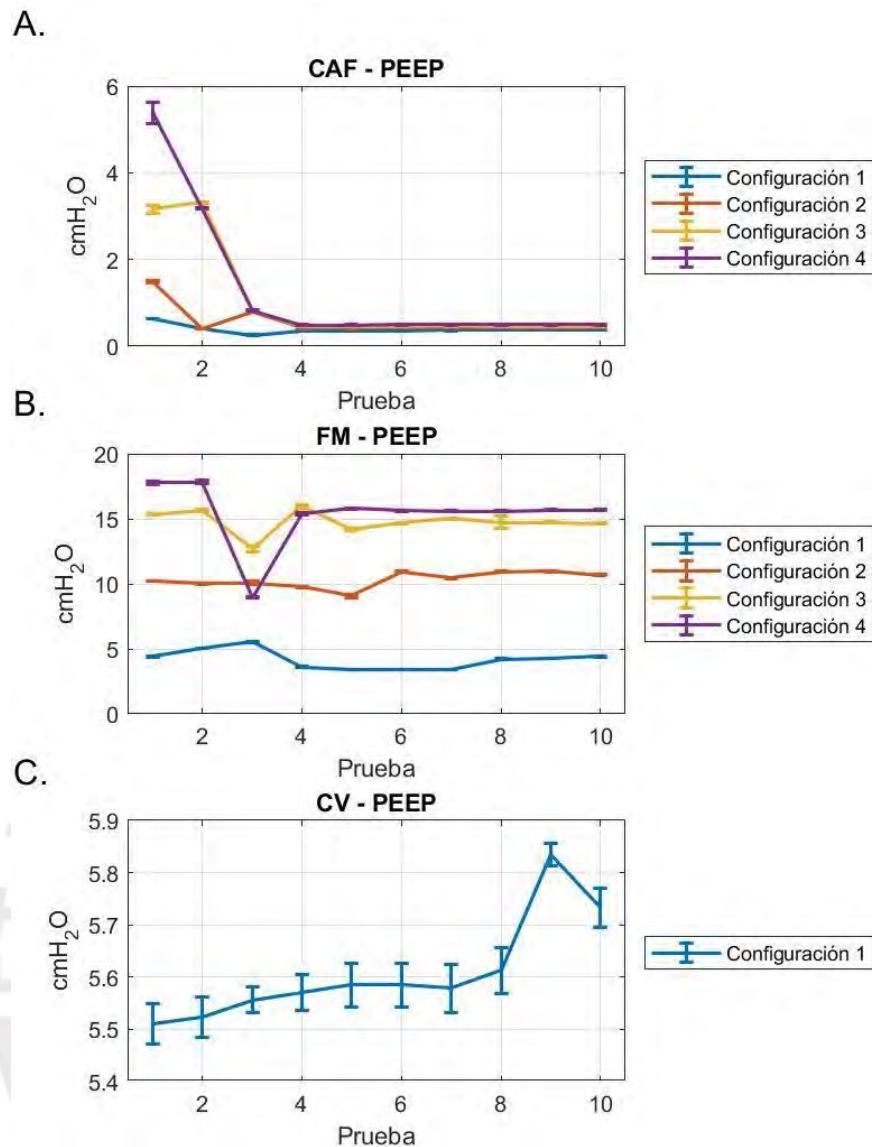 A.
CAF - PEEP
6
4
2
0
cmH₂O
2
4
6
8
10
Prueba
Configuración 1
Configuración 2
Configuración 3
Configuración 4
B.
FM - PEEP
20
15
10
5
0
cmH₂O
2
4
6
8
10
Prueba
Configuración 1
Configuración 2
Configuración 3
Configuración 4
C.
CV - PEEP
5.9
5.8
5.7
5.6
5.5
5.4
cmH₂O
2
4
6
8
10
Prueba
Configuración 1